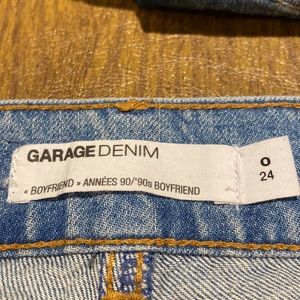 GARAGE DENIM
« BOYFRIEND » ANNÉES 90/'90s BOYFRIEND
0
24